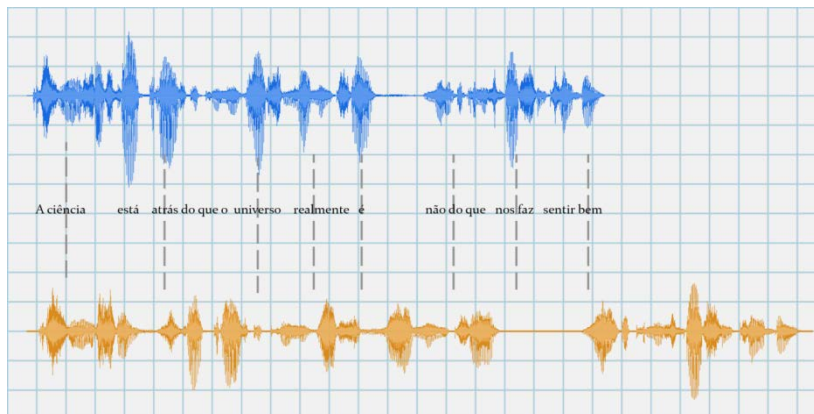 A ciência está atrás do que o universo realmente é não do que nos faz sentir bem